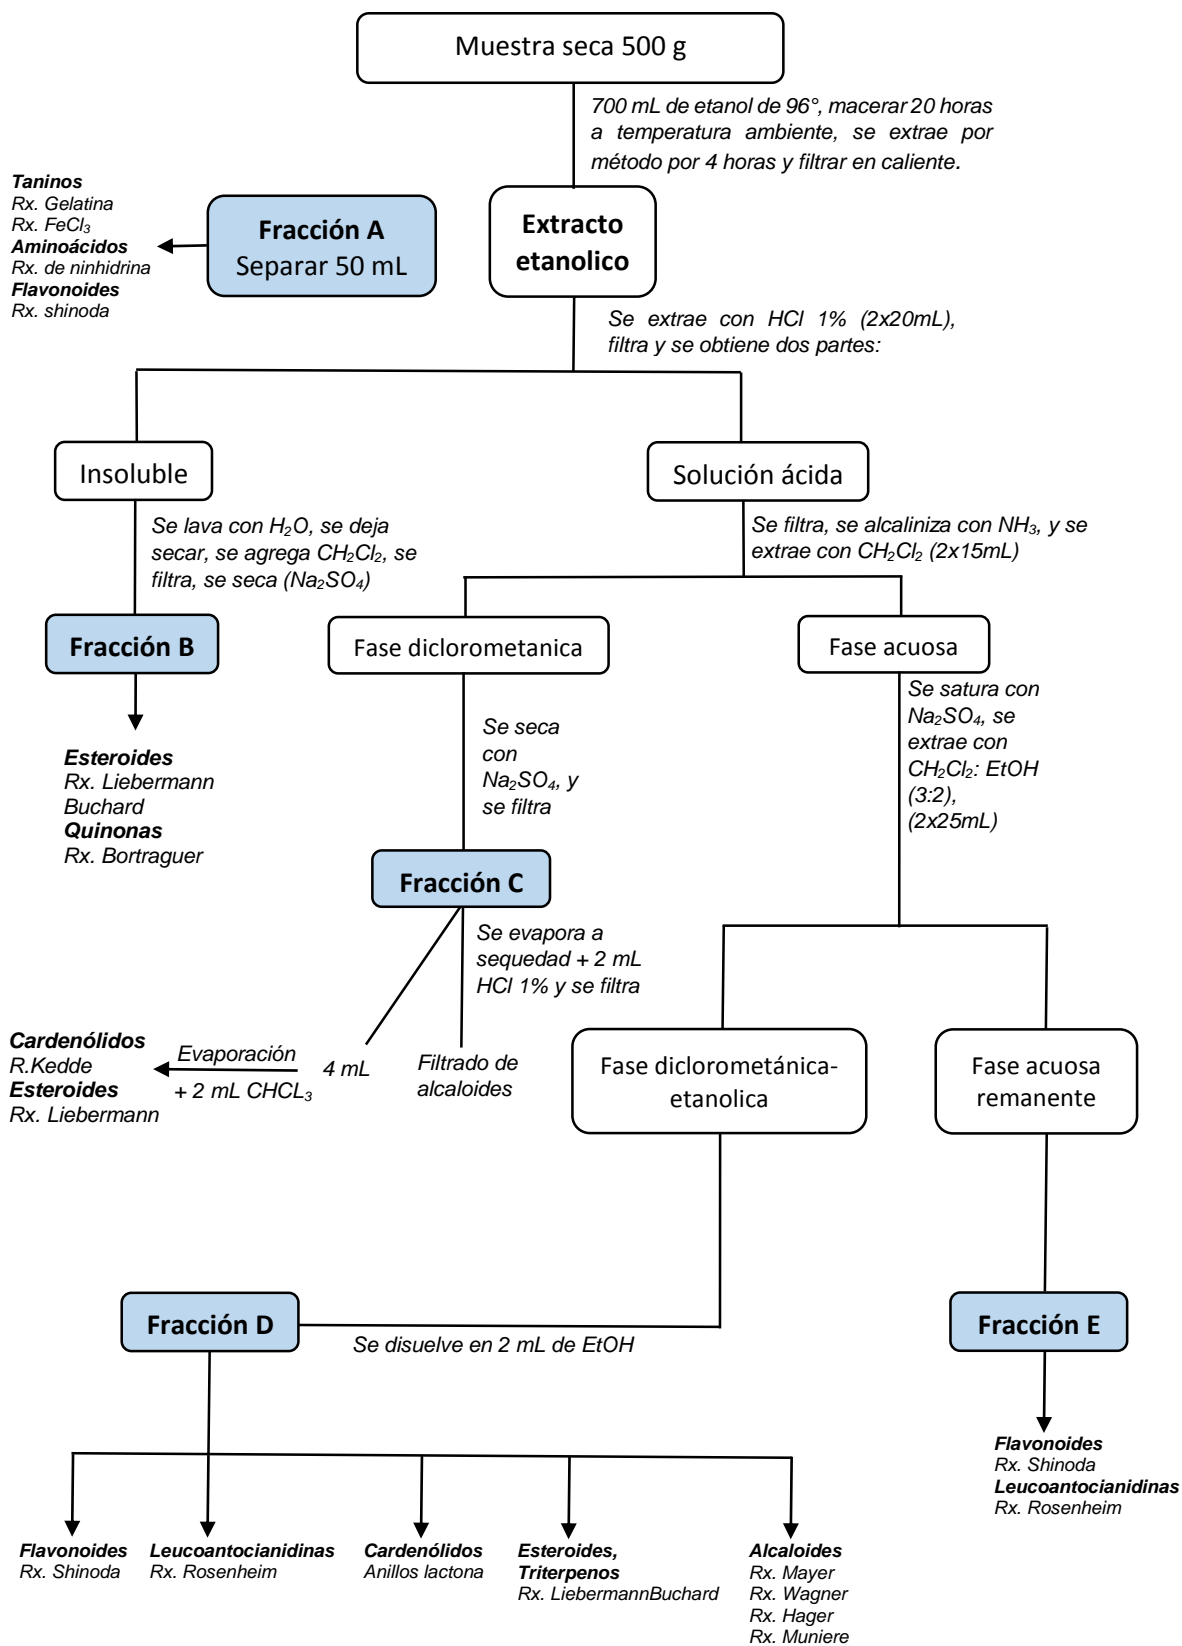 Muestra seca 500 g
700 mL de etanol de 96°, macerar 20 horas
a temperatura ambiente, se extrae por
método por 4 horas y filtrar en caliente.
Taninos
Rx. Gelatina
Rx. FeCl₃
Aminoácidos
Rx. de ninhidrina
Flavonoides
Rx. shinoda
Fracción A
Separar 50 mL
Extracto
etanolico
Se extrae con HCl 1% (2x20mL),
filtra y se obtiene dos partes:
Insoluble
Solución ácida
Se lava con H₂O, se deja
secar, se agrega CH₂Cl₂, se
filtra, se seca (Na₂SO₄)
Se filtra, se alcaliniza con NH₃, y se
extrae con CH₂Cl₂ (2x15mL)
Fracción B
Fase diclorometanica
Fase acuosa
Esteroides
Rx. Liebermann
Buchard
Quinonas
Rx. Bortraguer
Se seca
con
Na₂SO₄, y
se filtra
Se satura con
Na₂SO₄, se
extrae con
CH₂Cl₂: EtOH
(3:2),
(2x25mL)
Fracción C
Se evapora a
sequedad + 2 mL
HCl 1% y se filtra
Cardenólidos
R.Kedde
Esteroides
Rx. Liebermann
Evaporación
+ 2 mL CHCL₃
4 mL
Filtrado de
alcaloides
Fase diclorometánica-
etanolica
Fase acuosa
remanente
Fracción D
Se disuelve en 2 mL de EtOH
Fracción E
Flavonoides
Rx. Shinoda
Leucoantocianidinas
Rx. Rosenheim
Flavonoides
Rx. Shinoda
Leucoantocianidinas
Rx. Rosenheim
Cardenólidos
Anillos lactona
Esteroides,
Triterpenos
Rx. LiebermannBuchard
Alcaloides
Rx. Mayer
Rx. Wagner
Rx. Hager
Rx. Muniere